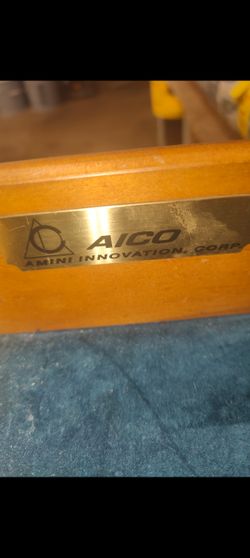 AICO
AMINI INNOVATION, CORP